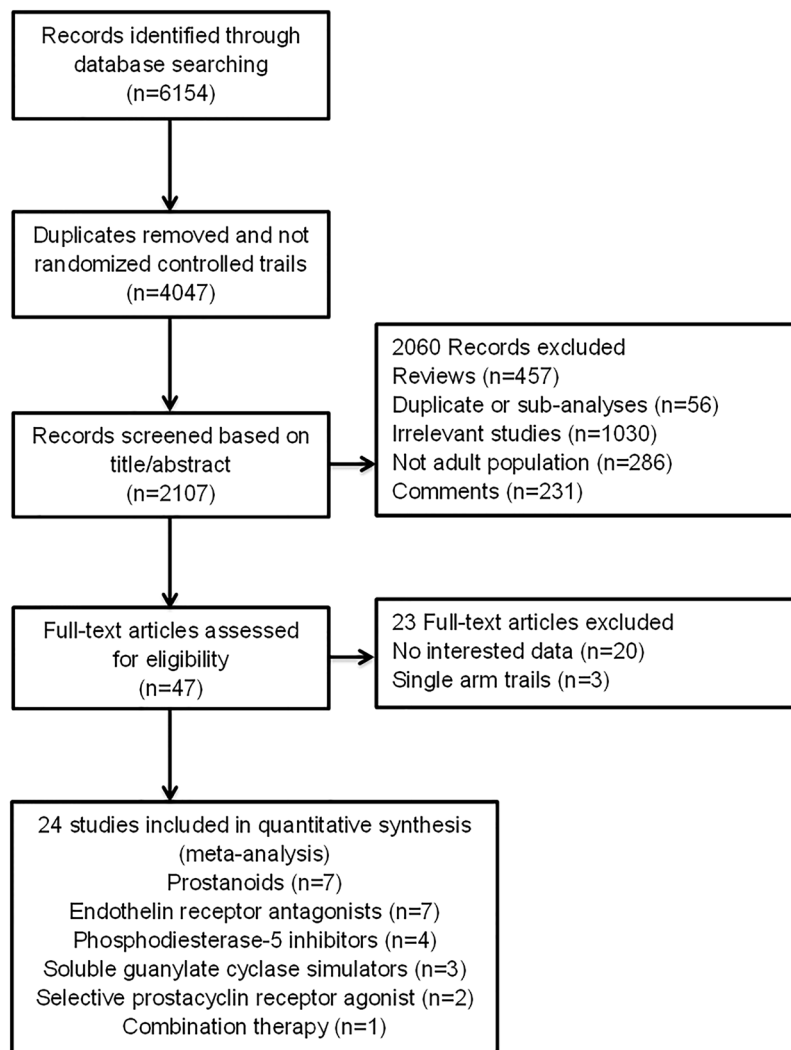 Records identified through
database searching
(n=6154)
Duplicates removed and not
randomized controlled trails
(n=4047)
Records screened based on
title/abstract
(n=2107)
2060 Records excluded
Reviews (n=457)
Duplicate or sub-analyses (n=56)
Irrelevant studies (n=1030)
Not adult population (n=286)
Comments (n=231)
Full-text articles assessed
for eligibility
(n=47)
23 Full-text articles excluded
No interested data (n=20)
Single arm trails (n=3)
24 studies included in quantitative synthesis
(meta-analysis)
Prostanoids (n=7)
Endothelin receptor antagonists (n=7)
Phosphodiesterase-5 inhibitors (n=4)
Soluble guanylate cyclase simulators (n=3)
Selective prostacyclin receptor agonist (n=2)
Combination therapy (n=1)